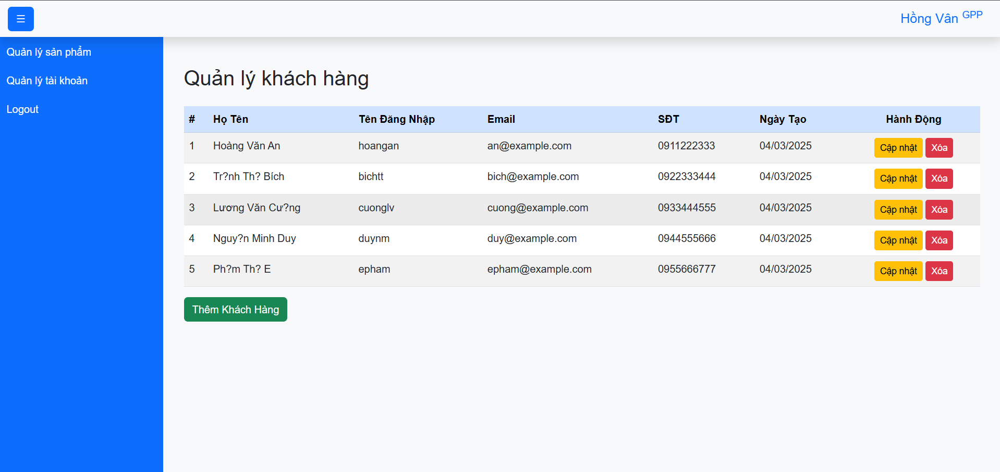 ☰
Hồng Vân GPP
Quản lý sản phẩm
Quản lý tài khoản
Logout
Quản lý khách hàng
# Họ Tên Tên Đăng Nhập Email SĐT Ngày Tạo Hành Động
1 Hoàng Văn An hoangan an@example.com 0911222333 04/03/2025 Cập nhật Xóa
2 Tr?nh Th? Bích bichtt bich@example.com 0922333444 04/03/2025 Cập nhật Xóa
3 Lương Văn Cư?ng cuonglv cuong@example.com 0933444555 04/03/2025 Cập nhật Xóa
4 Nguy?n Minh Duy duynm duy@example.com 0944555666 04/03/2025 Cập nhật Xóa
5 Ph?m Th? E epham epham@example.com 0955666777 04/03/2025 Cập nhật Xóa
Thêm Khách Hàng